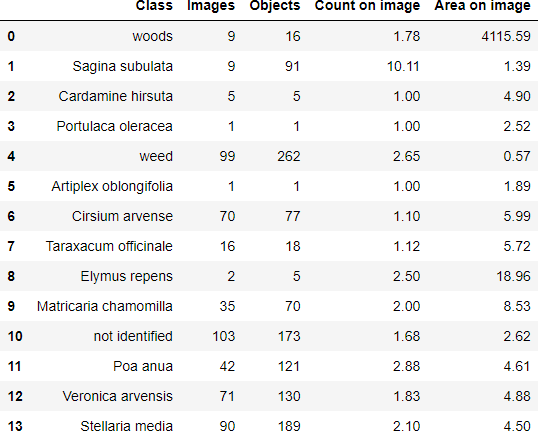 Class Images Objects Count on image Area on image
0 woods 9 16 1.78 4115.59
1 Sagina subulata 9 91 10.11 1.39
2 Cardamine hirsuta 5 5 1.00 4.90
3 Portulaca oleracea 1 1 1.00 2.52
4 weed 99 262 2.65 0.57
5 Artiplex oblongifolia 1 1 1.00 1.89
6 Cirsium arvense 70 77 1.10 5.99
7 Taraxacum officinale 16 18 1.12 5.72
8 Elymus repens 2 5 2.50 18.96
9 Matricaria chamomilla 35 70 2.00 8.53
10 not identified 103 173 1.68 2.62
11 Poa anua 42 121 2.88 4.61
12 Veronica arvensis 71 130 1.83 4.88
13 Stellaria media 90 189 2.10 4.50